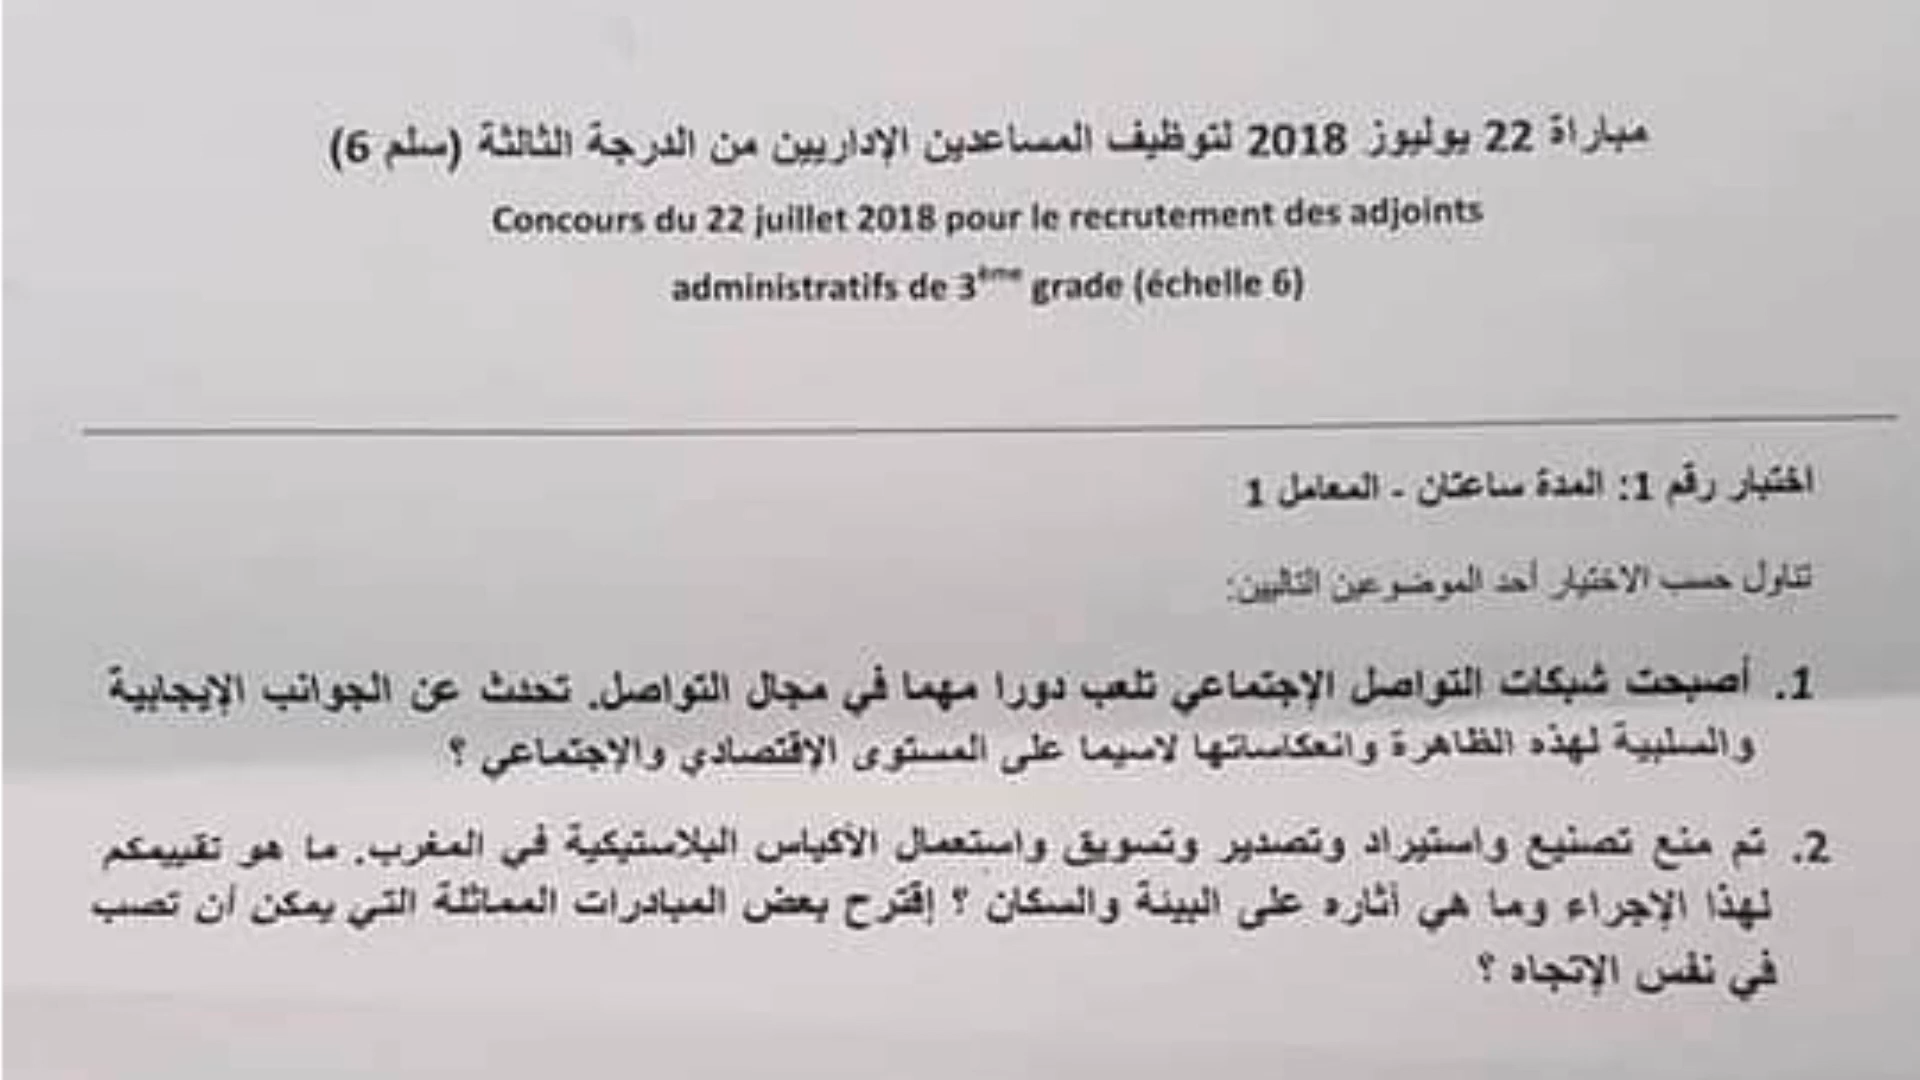 مباراة 22 يوليوز 2018 لتوظيف المساعدين الإداريين من الدرجة الثالثة (سلم 6)
Concours du 22 juillet 2018 pour le recrutement des adjoints
administratifs de 3ème grade (échelle 6)
اختبار رقم 1: المدة ساعتان - المعامل 1
تناول حسب الاختيار أحد الموضوعين التاليين:
1. أصبحت شبكات التواصل الإجتماعي تلعب دورا مهما في مجال التواصل. تحدث عن الجوانب الإيجابية
والسلبية لهذه الظاهرة وانعكاساتها لاسيما على المستوى الإقتصادي والإجتماعي ؟
2. تم منع تصنيع واستيراد وتصدير وتسويق واستعمال الأكياس البلاستيكية في المغرب. ما هو تقييمكم
لهذا الإجراء وما هي أثاره على البيئة والسكان ؟ إقترح بعض المبادرات المماثلة التي يمكن أن تصب
في نفس الإتجاه ؟